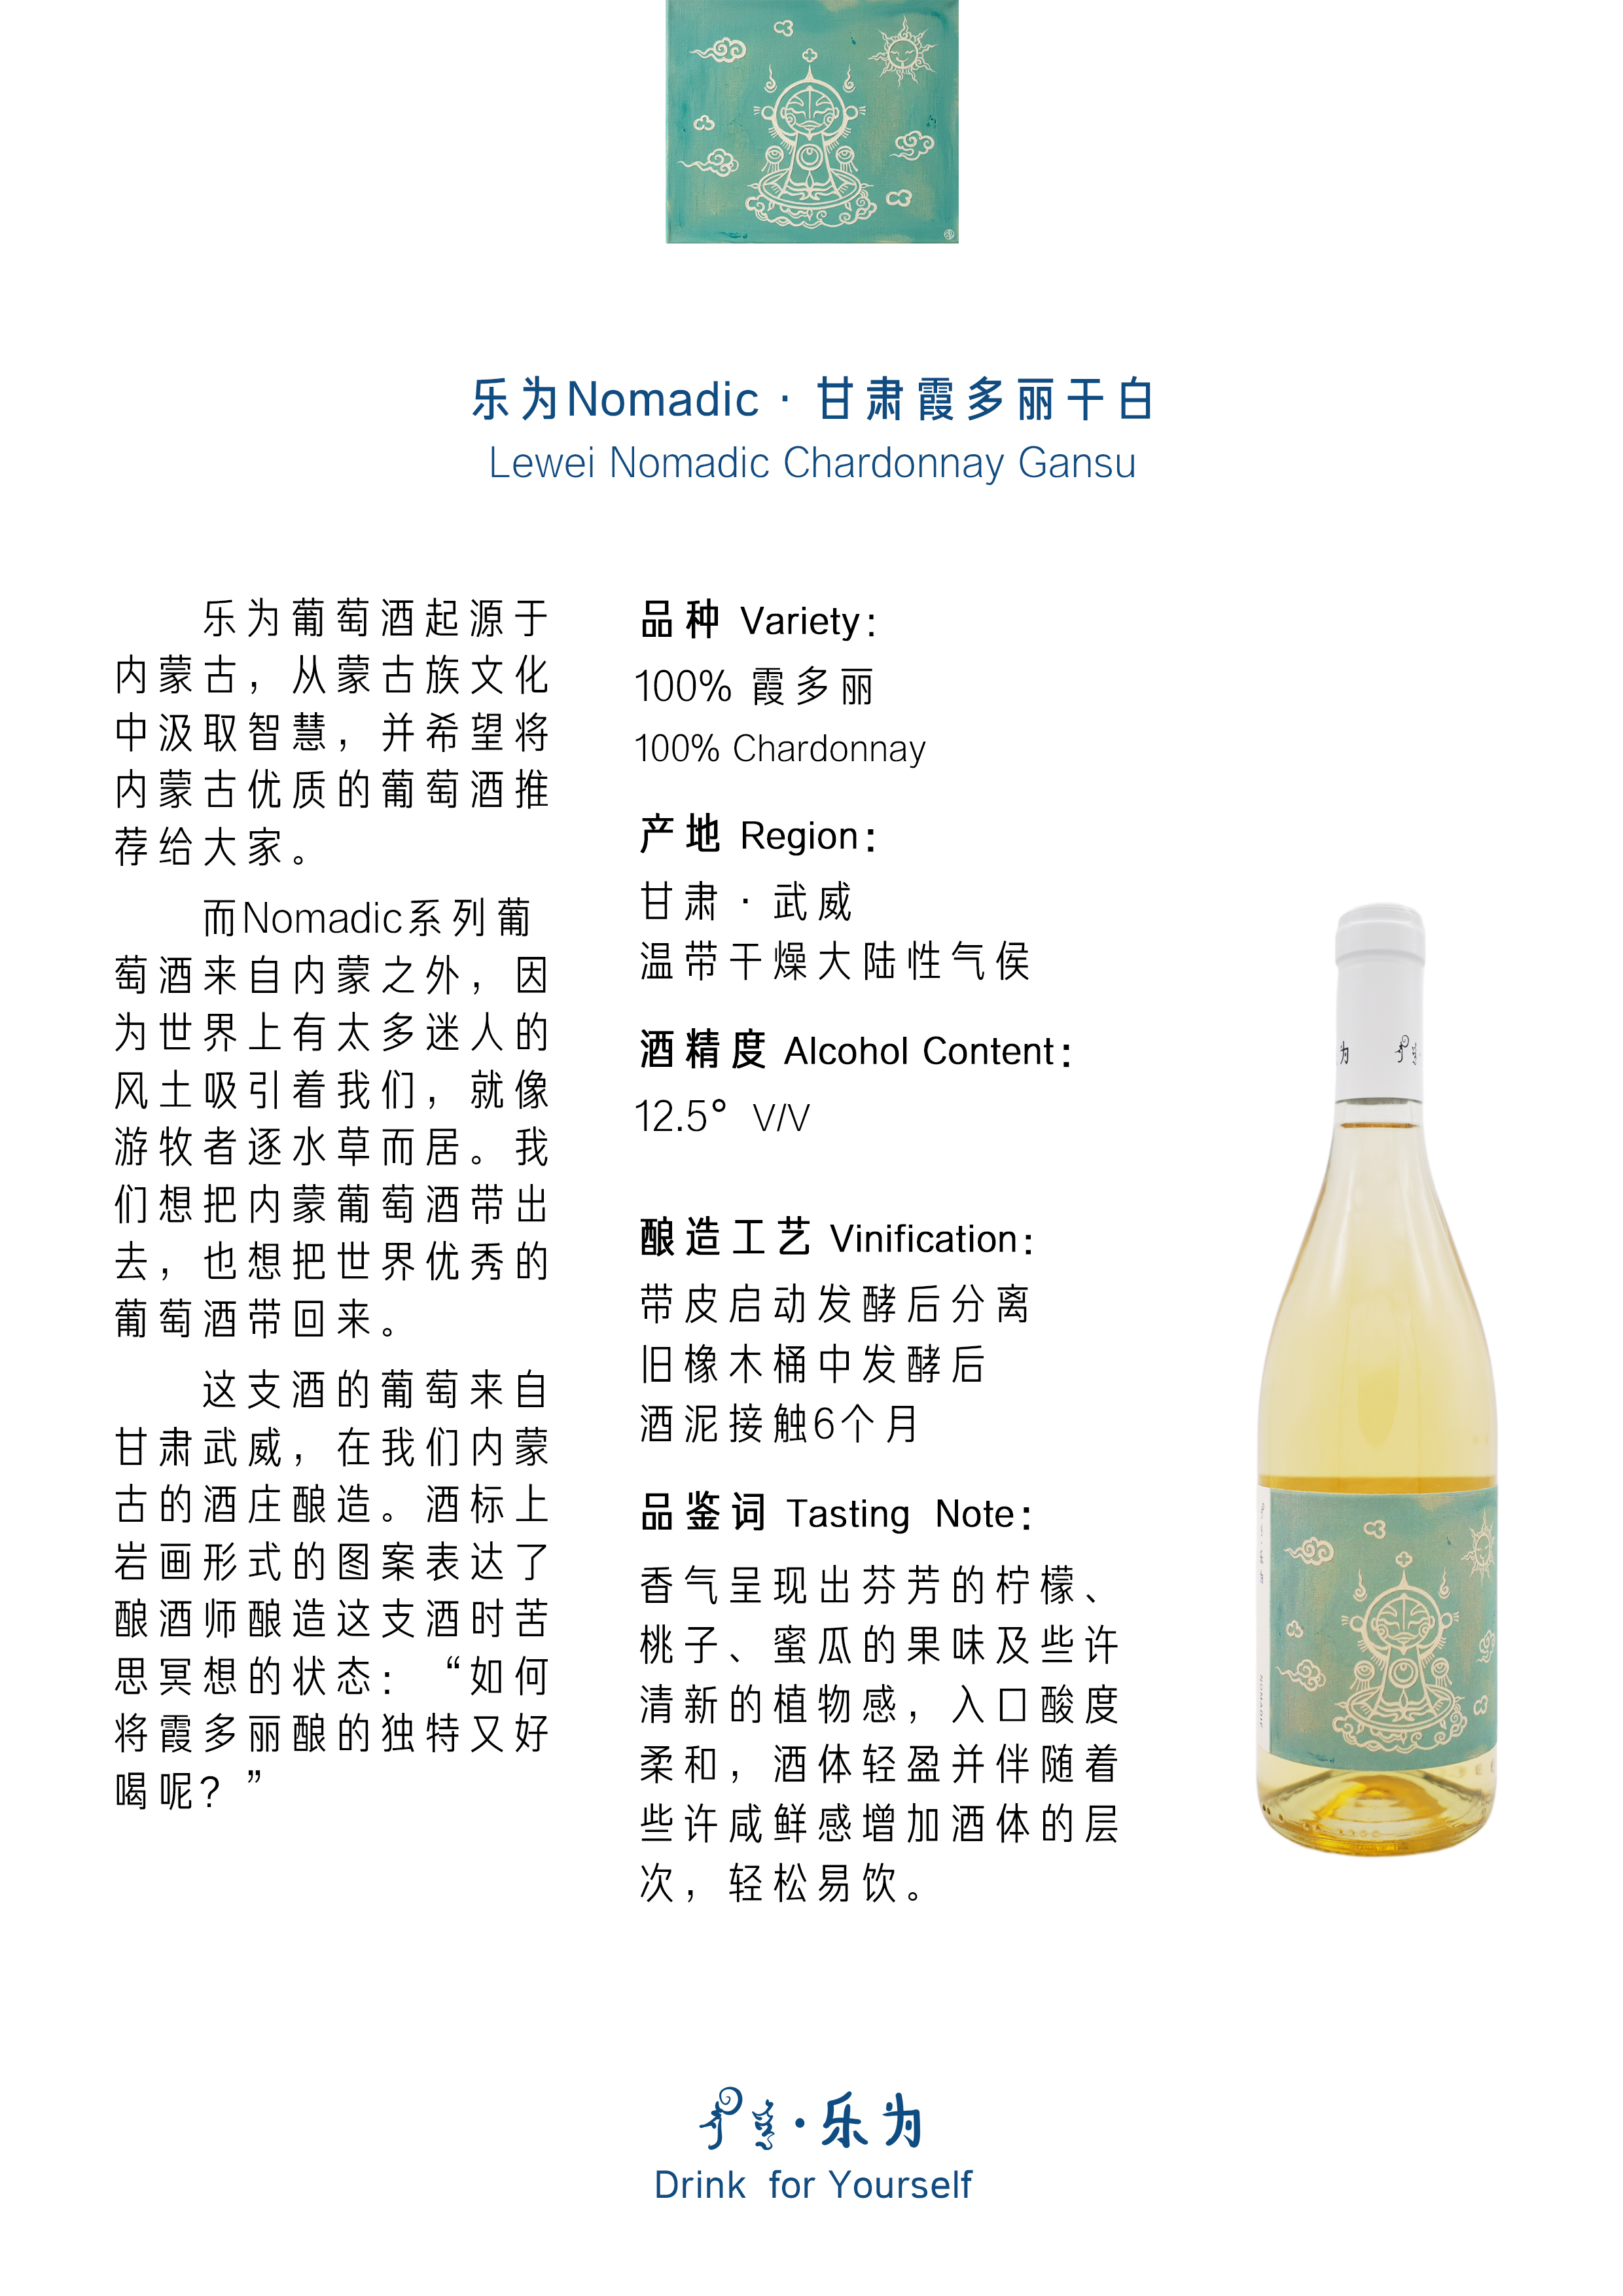 乐为Nomadic · 甘肃霞多丽干白
Lewei Nomadic Chardonnay Gansu
乐为葡萄酒起源于
内蒙古，从蒙古族文化
中汲取智慧，并希望将
内蒙古优质的葡萄酒推
荐给大家。
而Nomadic系列葡
萄酒来自内蒙之外，因
为世界上有太多迷人的
风土吸引着我们，就像
游牧者逐水草而居。我
们想把内蒙葡萄酒带出
去，也想把世界优秀的
葡萄酒带回来。
这支酒的葡萄来自
甘肃武威，在我们内蒙
古的酒庄酿造。酒标上
岩画形式的图案表达了
酿酒师酿造这支酒时苦
思冥想的状态：“如何
将霞多丽酿的独特又好
喝呢？”
品种 Variety：
100% 霞多丽
100% Chardonnay
产地 Region：
甘肃 · 武威
温带干燥大陆性气侯
酒精度 Alcohol Content：
12.5° V/V
酿造工艺 Vinification：
带皮启动发酵后分离
旧橡木桶中发酵后
酒泥接触6个月
品鉴词 Tasting Note：
香气呈现出芬芳的柠檬、
桃子、蜜瓜的果味及些许
清新的植物感，入口酸度
柔和，酒体轻盈并伴随着
些许咸鲜感增加酒体的层
次，轻松易饮。
为
NOMADIC
·乐为
Drink for Yourself